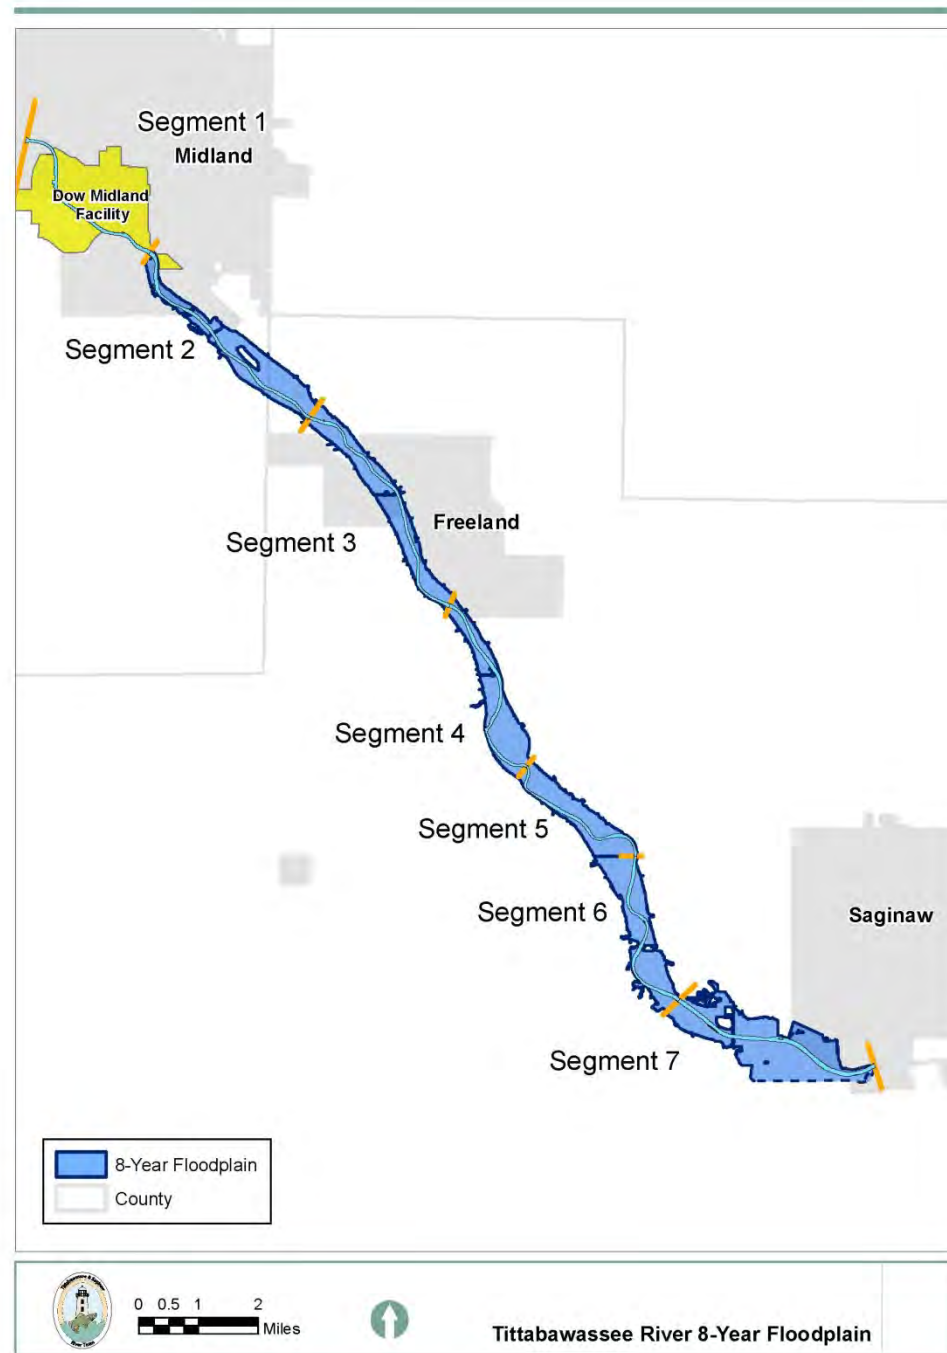 Segment 1
Midland
Dow Midland
Facility
Segment 2
Freeland
Segment 3
Segment 4
Segment 5
Segment 6
Saginaw
Segment 7
8-Year Floodplain
County
0 0.5 1 2
Miles
Tittabawassee River 8-Year Floodplain